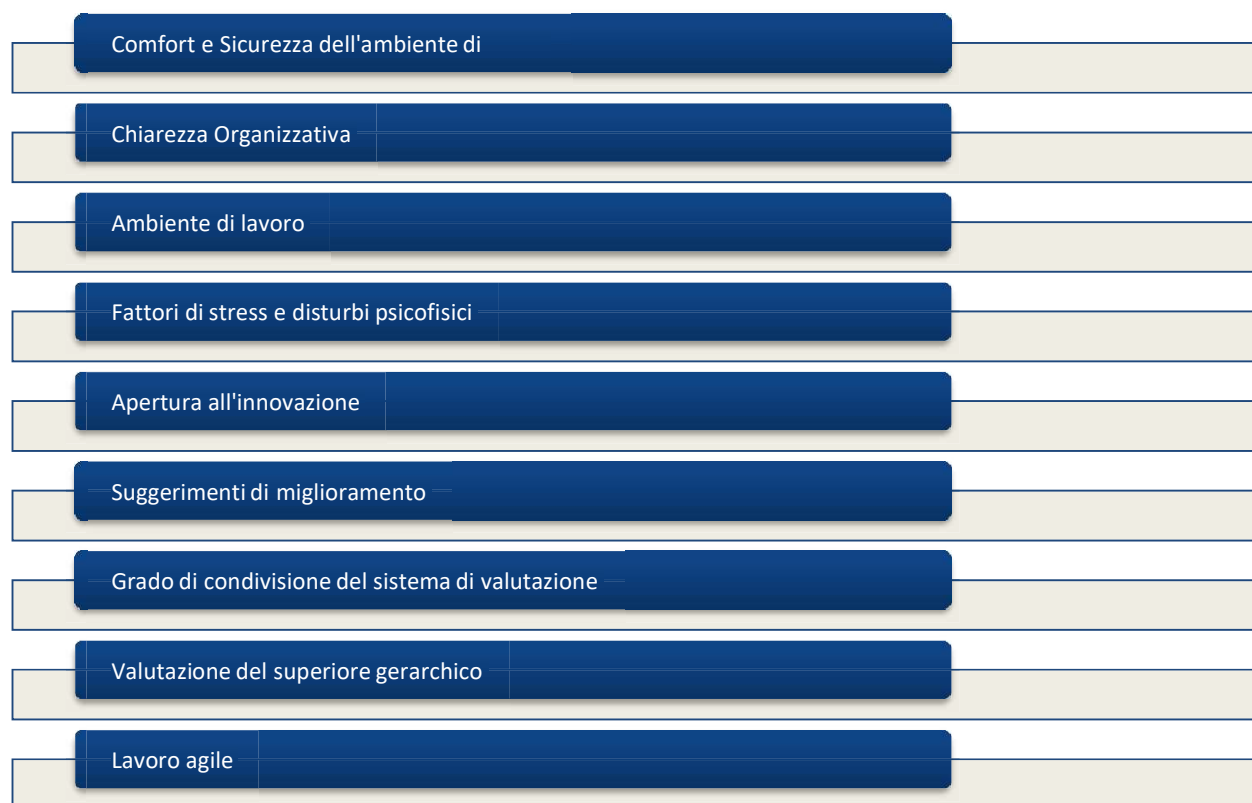 Comfort e Sicurezza dell'ambiente di
Chiarezza Organizzativa
Ambiente di lavoro
Fattori di stress e disturbi psicofisici
Apertura all'innovazione
Suggerimenti di miglioramento
Grado di condivisione del sistema di valutazione
Valutazione del superiore gerarchico
Lavoro agile